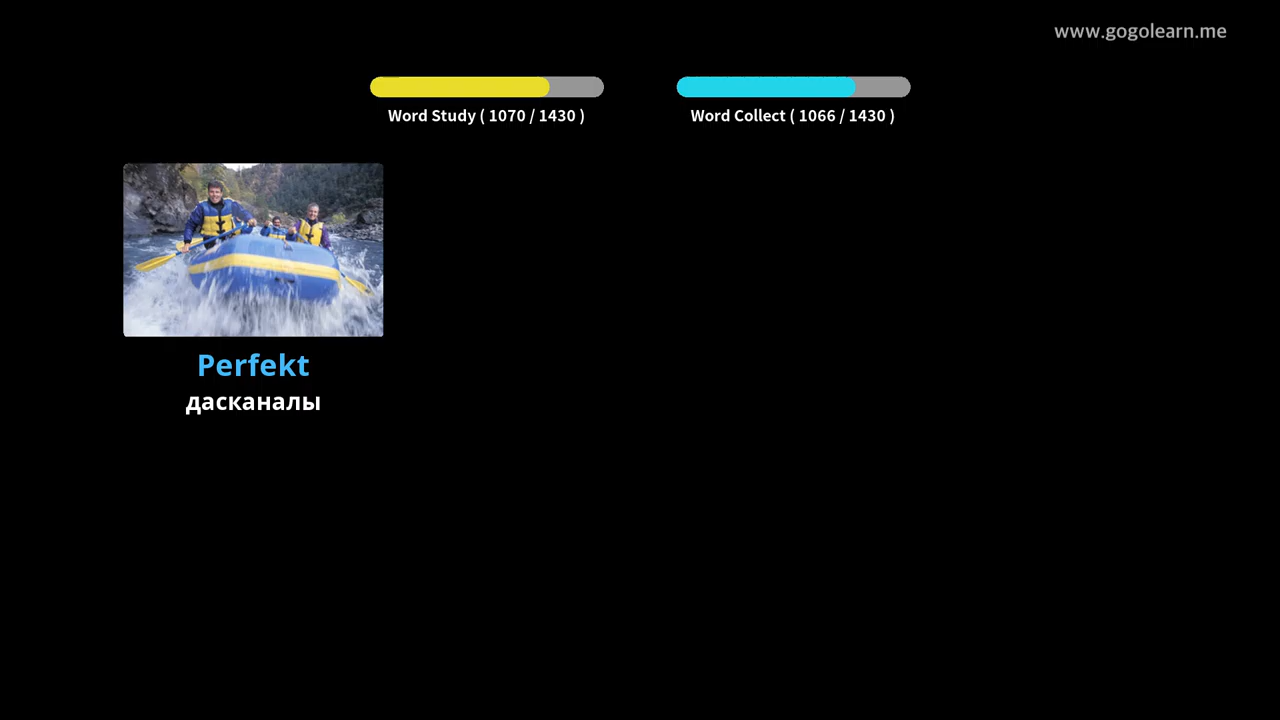 www.gogolearn.me
Word Study ( 1070 / 1430 )
Word Collect ( 1066 / 1430 )
Perfekt
дасканалы